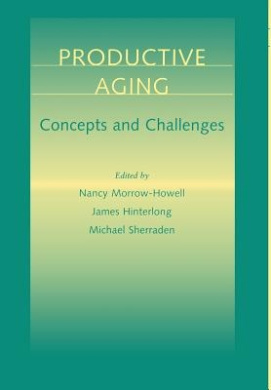 PRODUCTIVE
AGING
Concepts and Challenges
Edited by
Nancy Morrow-Howell
James Hinterlong
Michael Sherraden